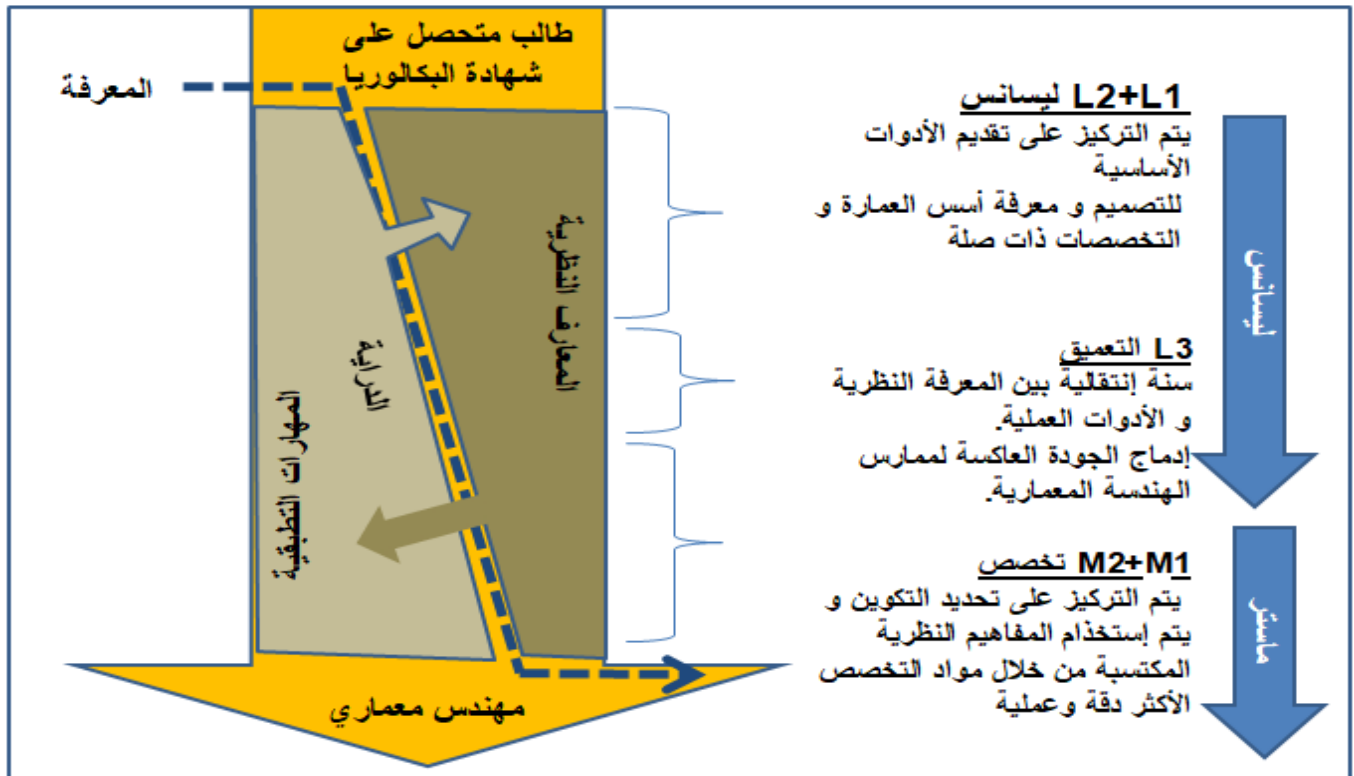 طالب متحصل على
شهادة البكالوريا
المعرفة
المعارف النظرية
الدراية
المهارات التطبقية
مهندس معماري
L2+L1 ليسانس
يتم التركيز على تقديم الأدوات
الأساسية
للتصميم و معرفة أسس العمارة و
التخصصات ذات صلة
L3 التعميق
سنة إنتقالية بين المعرفة النظرية
و الأدوات العملية.
إدماج الجودة العاكسة لممارس
الهندسة المعمارية.
M2+M1 تخصص
يتم التركيز على تحديد التكوين و
يتم إستخذام المفاهيم النظرية
المكتسبة من خلال مواد التخصص
الأكثر دقة وعملية
ليسانس
ماستر